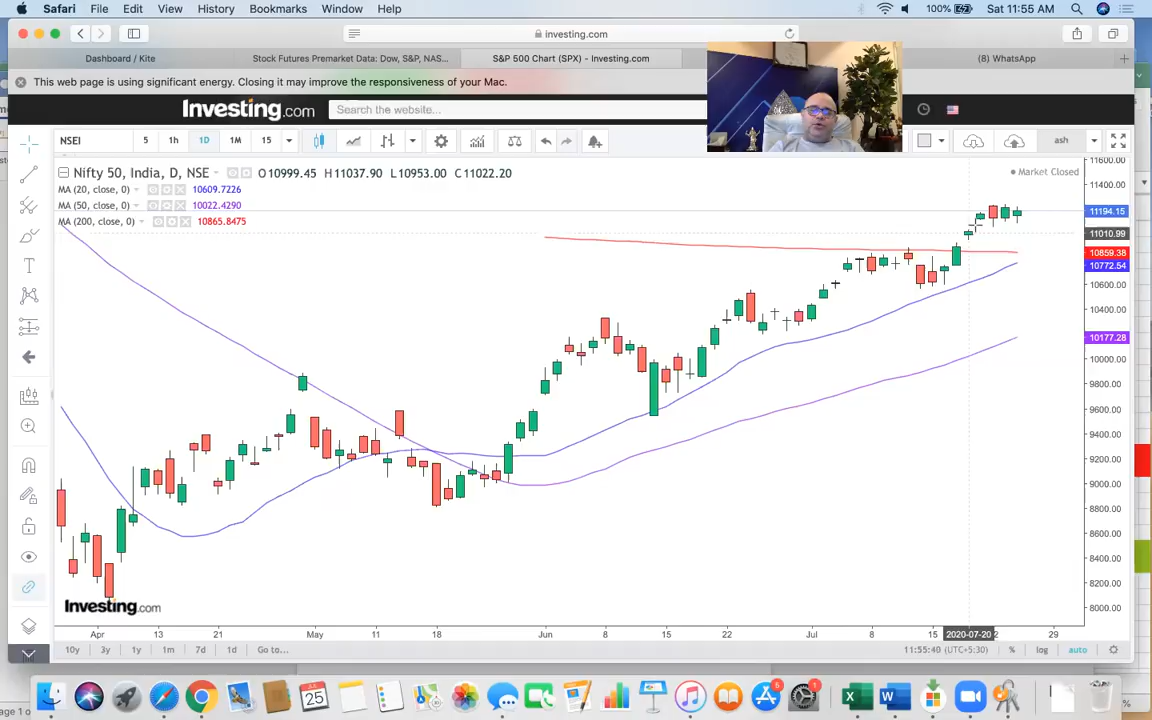 Safari File Edit View History Bookmarks Window Help 100% Sat 11:55 AM
investing.com
Dashboard / Kite Stock Futures Premarket Data: Dow, S&P, NAS... S&P 500 Chart (SPX) - Investing.com (8) WhatsApp
This web page is using significant energy. Closing it may improve the responsiveness of your Mac.
Investing.com Search the website...
NSEI 5 1h 1D 1M 15 ash
Nifty 50, India, D, NSE O10999.45 H11037.90 L10953.00 C11022.20 Market Closed
MA (20, close, 0) 10609.7226
MA (50, close, 0) 10022.4290
MA (200, close, 0) 10865.8475
11600.00
11400.00
11194.15
11010.99
10859.38
10772.54
10600.00
10400.00
10177.28
10000.00
9800.00
9600.00
9400.00
9200.00
9000.00
8800.00
8600.00
8400.00
8200.00
8000.00
Investing.com
Apr 13 21 May 11 18 Jun 8 15 22 Jul 8 15 2020-07-20 2 29
10y 3y 1y 1m 7d 1d Go to... 11:55:40 (UTC+5:30) % log auto
JUL
25
5
1
X W
Page 1 o
%